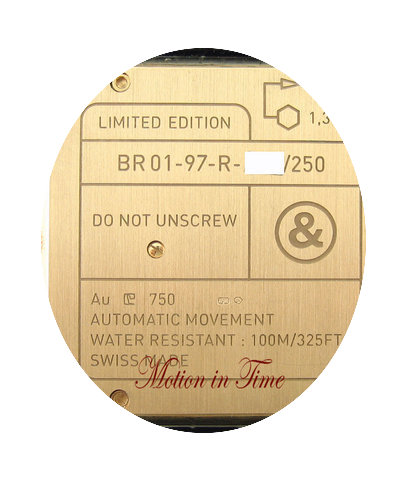 1,3
LIMITED EDITION
BR 01-97-R- /250
DO NOT UNSCREW
&
Au 750
AUTOMATIC MOVEMENT
WATER RESISTANT : 100M/325FT
SWISS MADE
Motion in Time